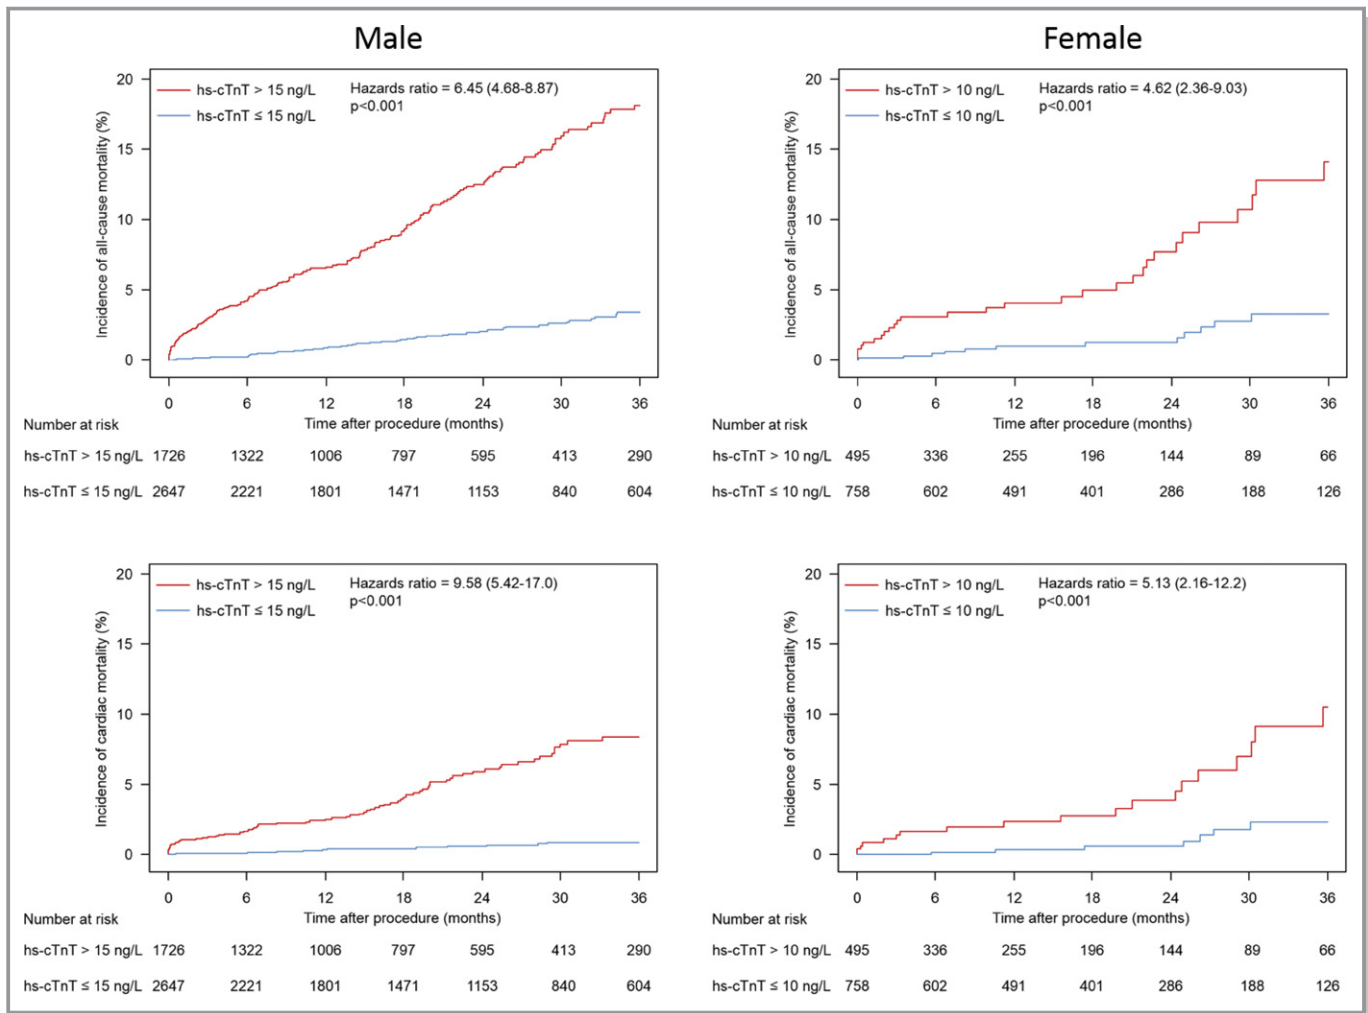 Male
Female
Incidence of all-cause mortality (%)
20
15
10
5
0
hs-cTnT > 15 ng/L
hs-cTnT ≤ 15 ng/L
Hazards ratio = 6.45 (4.68-8.87)
p<0.001
0 6 12 18 24 30 36
Time after procedure (months)
Number at risk
hs-cTnT > 15 ng/L 1726 1322 1006 797 595 413 290
hs-cTnT ≤ 15 ng/L 2647 2221 1801 1471 1153 840 604
Incidence of all-cause mortality (%)
20
15
10
5
0
hs-cTnT > 10 ng/L
hs-cTnT ≤ 10 ng/L
Hazards ratio = 4.62 (2.36-9.03)
p<0.001
0 6 12 18 24 30 36
Time after procedure (months)
Number at risk
hs-cTnT > 10 ng/L 495 336 255 196 144 89 66
hs-cTnT ≤ 10 ng/L 758 602 491 401 286 188 126
Incidence of cardiac mortality (%)
20
15
10
5
0
hs-cTnT > 15 ng/L
hs-cTnT ≤ 15 ng/L
Hazards ratio = 9.58 (5.42-17.0)
p<0.001
0 6 12 18 24 30 36
Time after procedure (months)
Number at risk
hs-cTnT > 15 ng/L 1726 1322 1006 797 595 413 290
hs-cTnT ≤ 15 ng/L 2647 2221 1801 1471 1153 840 604
Incidence of cardiac mortality (%)
20
15
10
5
0
hs-cTnT > 10 ng/L
hs-cTnT ≤ 10 ng/L
Hazards ratio = 5.13 (2.16-12.2)
p<0.001
0 6 12 18 24 30 36
Time after procedure (months)
Number at risk
hs-cTnT > 10 ng/L 495 336 255 196 144 89 66
hs-cTnT ≤ 10 ng/L 758 602 491 401 286 188 126